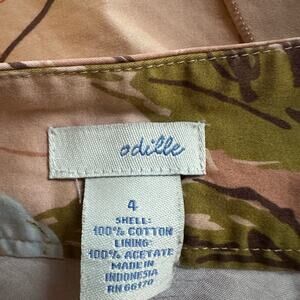 odille
4
SHELL:
100% COTTON
LINING:
100% ACETATE
MADE IN
INDONESIA
RN 66170